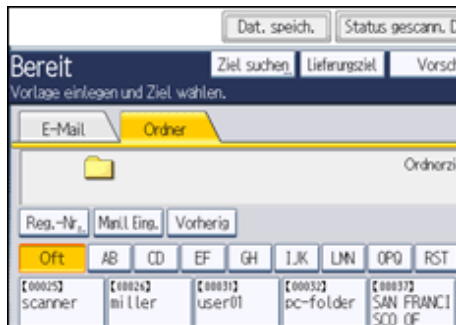 Dat. speich. Status gescann. D
Bereit Ziel suchen Lieferungsziel Vorsch
Vorlage einlegen und Ziel wählen.
E-Mail Ordner
Ordnerzi
Reg.-Nr. Manll Eing. Vorherig
Oft AB CD EF GH IJK LMN OPQ RST
[00025] [00026] [00031] [00032] [00037]
scanner miller user01 pc-folder SAN FRANCI
SCO OF